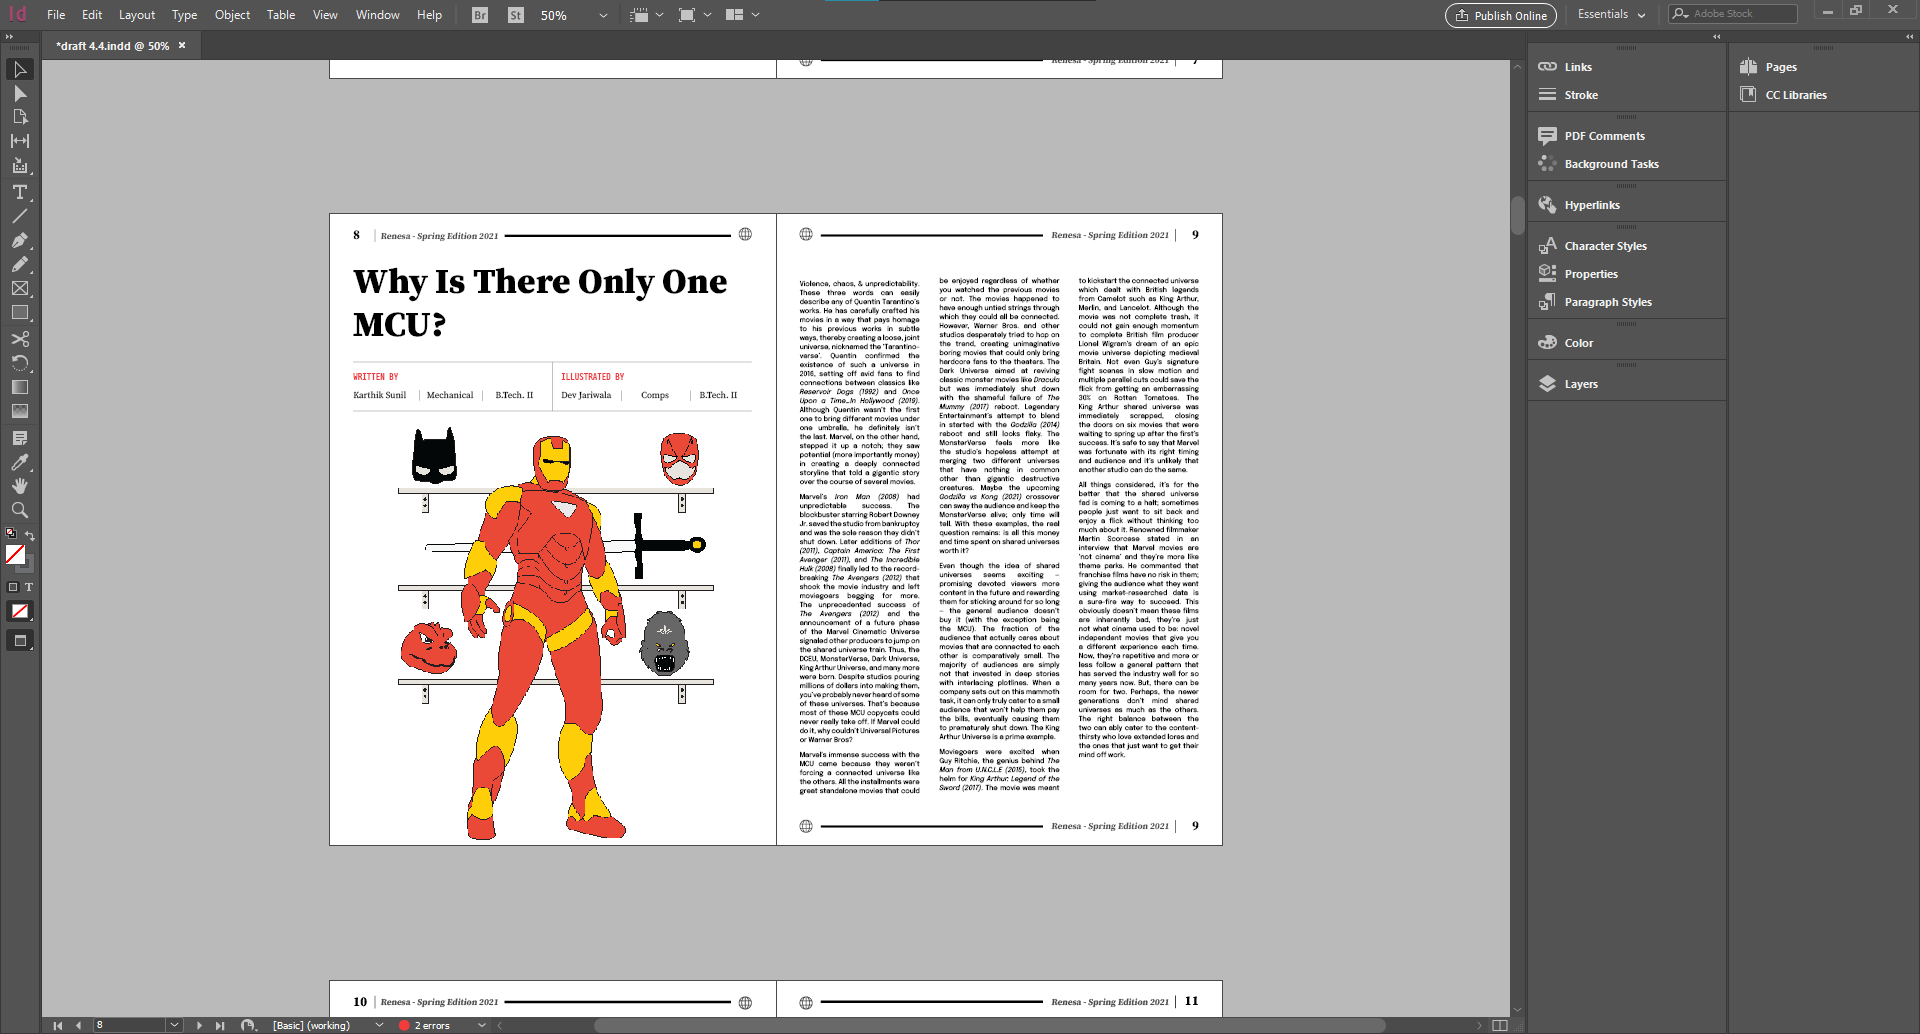 Id File Edit Layout Type Object Table View Window Help Br St 50% Publish Online Essentials Adobe Stock
*draft 4.4.indd @ 50% ×
Renesa - Spring Edition 2021 7
8 Renesa - Spring Edition 2021
Why Is There Only One
MCU?
WRITTEN BY
Karthik Sunil Mechanical B.Tech. II
ILLUSTRATED BY
Dev Jariwala Comps B.Tech. II
Renesa - Spring Edition 2021 9
Violence, chaos, & unpredictability.
These three words can easily
describe any of Quentin Tarantino's
works. He has carefully crafted his
movies in a way that pays homage
to his previous works in subtle
ways, thereby creating a loose, joint
universe, nicknamed the 'Tarantino-
verse'. Quentin confirmed the
existence of such a universe in
2016, setting off avid fans to find
connections between classics like
Reservoir Dogs (1992) and Once
Upon a Time...In Hollywood (2019).
Although Quentin wasn't the first
one to bring different movies under
one umbrella, he definitely isn't
the last. Marvel, on the other hand,
stepped it up a notch; they saw
potential (more importantly money)
in creating a deeply connected
storyline that told a gigantic story
over the course of several movies.
Marvel's Iron Man (2008) had
unpredictable success. The
blockbuster starring Robert Downey
Jr. saved the studio from bankruptcy
and was the sole reason they didn't
shut down. Later additions of Thor
(2011), Captain America: The First
Avenger (2011), and The Incredible
Hulk (2008) finally led to the record-
breaking The Avengers (2012) that
shook the movie industry and left
moviegoers begging for more.
The unprecedented success of
The Avengers (2012) and the
announcement of a future phase
of the Marvel Cinematic Universe
signaled other producers to jump on
the shared universe train. Thus, the
DCEU, MonsterVerse, Dark Universe,
King Arthur Universe, and many more
were born. Despite studios pouring
millions of dollars into making them,
you've probably never heard of some
of these universes. That's because
most of these MCU copycats could
never really take off. If Marvel could
do it, why couldn't Universal Pictures
or Warner Bros?
Marvel's immense success with the
MCU came because they weren't
forcing a connected universe like
the others. All the installments were
great standalone movies that could
be enjoyed regardless of whether
you watched the previous movies
or not. The movies happened to
have enough untied strings through
which they could all be connected.
However, Warner Bros. and other
studios desperately tried to hop on
the trend, creating unimaginative
boring movies that could only bring
hardcore fans to the theaters. The
Dark Universe aimed at reviving
classic monster movies like Dracula
but was immediately shut down
with the shameful failure of The
Mummy (2017) reboot. Legendary
Entertainment's attempt to blend
in started with the Godzilla (2014)
reboot and still looks flaky. The
MonsterVerse feels more like
the studio's hopeless attempt at
merging two different universes
that have nothing in common
other than gigantic destructive
creatures. Maybe the upcoming
Godzilla vs Kong (2021) crossover
can sway the audience and keep the
MonsterVerse alive; only time will
tell. With these examples, the real
question remains: is all this money
and time spent on shared universes
worth it?
Even though the idea of shared
universes seems exciting –
promising devoted viewers more
content in the future and rewarding
them for sticking around for so long
– the general audience doesn't
buy it (with the exception being
the MCU). The fraction of the
audience that actually cares about
movies that are connected to each
other is comparatively small. The
majority of audiences are simply
not that invested in deep stories
with interlacing plotlines. When a
company sets out on this mammoth
task, it can only truly cater to a small
audience that won't help them pay
the bills, eventually causing them
to prematurely shut down. The King
Arthur Universe is a prime example.
Moviegoers were excited when
Guy Ritchie, the genius behind The
Man from U.N.C.L.E (2015), took the
helm for King Arthur: Legend of the
Sword (2017). The movie was meant
to kickstart the connected universe
which dealt with British legends
from Camelot such as King Arthur,
Merlin, and Lancelot. Although the
movie was not complete trash, it
could not gain enough momentum
to complete British film producer
Lionel Wigram's dream of an epic
movie universe depicting medieval
Britain. Not even Guy's signature
fight scenes in slow motion and
multiple parallel cuts could save the
flick from getting an embarrassing
30% on Rotten Tomatoes. The
King Arthur shared universe was
immediately scrapped, closing
the doors on six movies that were
waiting to spring up after the first's
success. It's safe to say that Marvel
was fortunate with its right timing
and audience and it's unlikely that
another studio can do the same.
All things considered, it's for the
better that the shared universe
fad is coming to a halt; sometimes
people just want to sit back and
enjoy a flick without thinking too
much about it. Renowned filmmaker
Martin Scorcese stated in an
interview that Marvel movies are
'not cinema' and they're more like
theme parks. He commented that
franchise films have no risk in them;
giving the audience what they want
using market-researched data is
a sure-fire way to succeed. This
obviously doesn't mean these films
are inherently bad, they're just
not what cinema used to be: novel
independent movies that give you
a different experience each time.
Now, they're repetitive and more or
less follow a general pattern that
has served the industry well for so
many years now. But, there can be
room for two. Perhaps, the newer
generations don't mind shared
universes as much as the others.
The right balance between the
two can ably cater to the content-
thirsty who love extended lores and
the ones that just want to get their
mind off work.
Renesa - Spring Edition 2021 9
10 Renesa - Spring Edition 2021
Renesa - Spring Edition 2021 11
Links
Stroke
PDF Comments
Background Tasks
Hyperlinks
Character Styles
Properties
Paragraph Styles
Color
Layers
Pages
CC Libraries
8 [Basic] (working) 2 errors